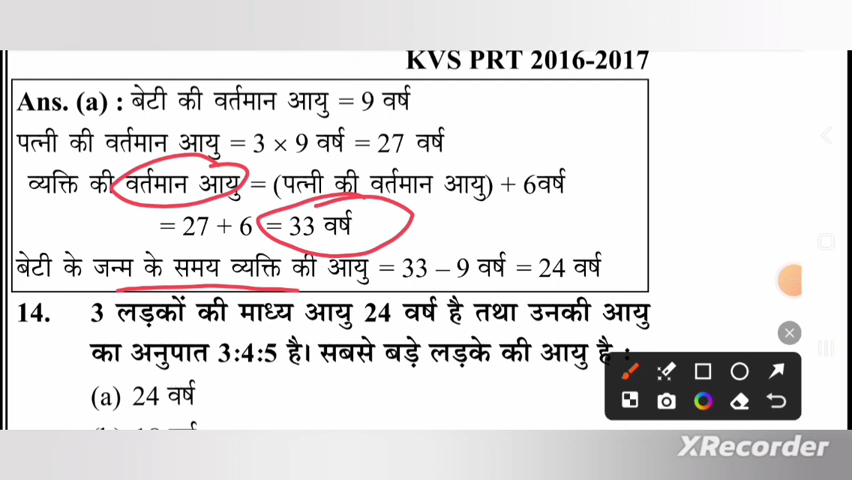 KVS PRT 2016-2017
Ans. (a) : बेटी की वर्तमान आयु = 9 वर्ष
पत्नी की वर्तमान आयु = 3 × 9 वर्ष = 27 वर्ष
व्यक्ति की वर्तमान आयु = (पत्नी की वर्तमान आयु) + 6वर्ष
= 27 + 6 = 33 वर्ष
बेटी के जन्म के समय व्यक्ति की आयु = 33 – 9 वर्ष = 24 वर्ष
14. 3 लड़कों की माध्य आयु 24 वर्ष है तथा उनकी आयु
का अनुपात 3:4:5 है। सबसे बड़े लड़के की आयु है :
(a) 24 वर्ष
XRecorder